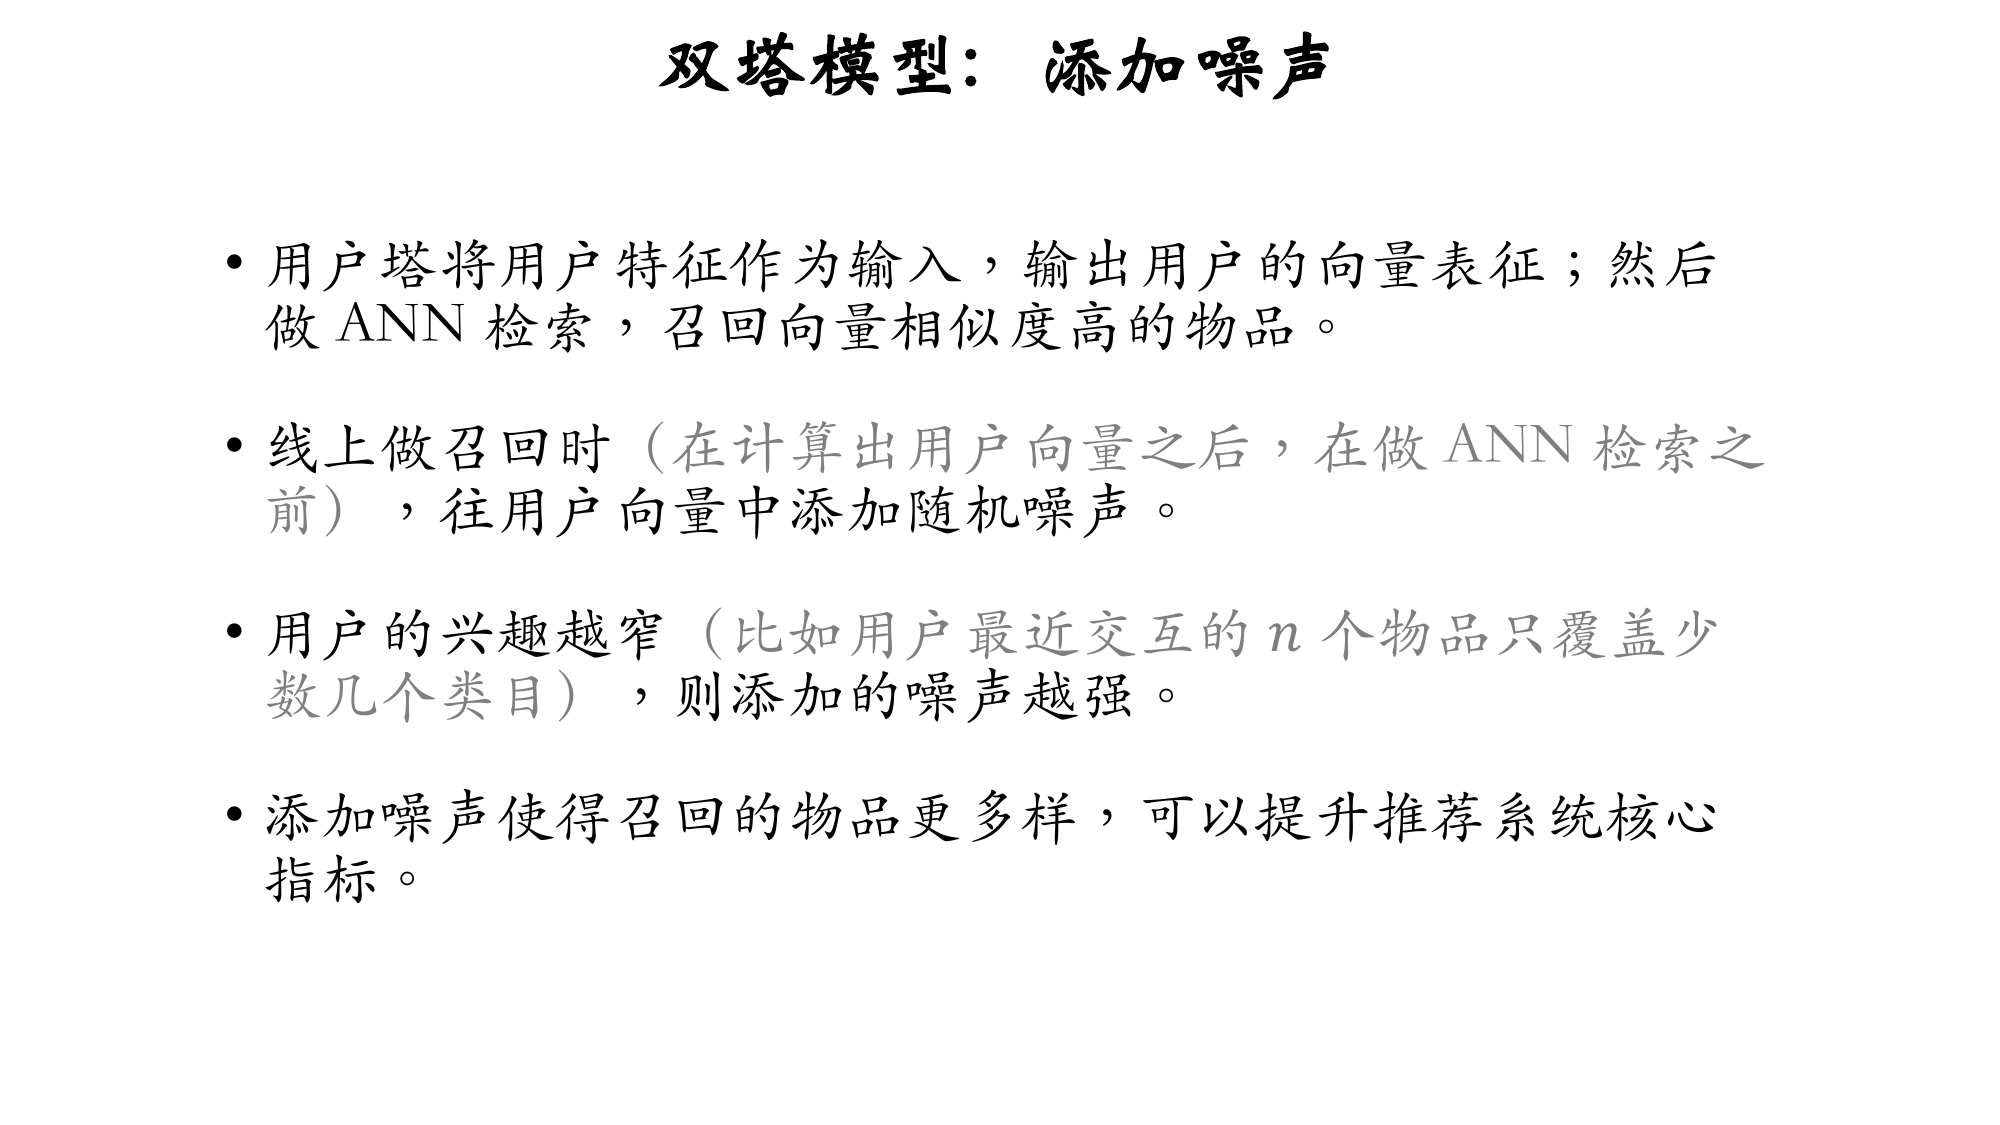 双塔模型：添加噪声
• 用户塔将用户特征作为输入，输出用户的向量表征；然后
做 ANN 检索，召回向量相似度高的物品。
• 线上做召回时（在计算出用户向量之后，在做 ANN 检索之
前），往用户向量中添加随机噪声。
• 用户的兴趣越窄（比如用户最近交互的 n 个物品只覆盖少
数几个类目），则添加的噪声越强。
• 添加噪声使得召回的物品更多样，可以提升推荐系统核心
指标。